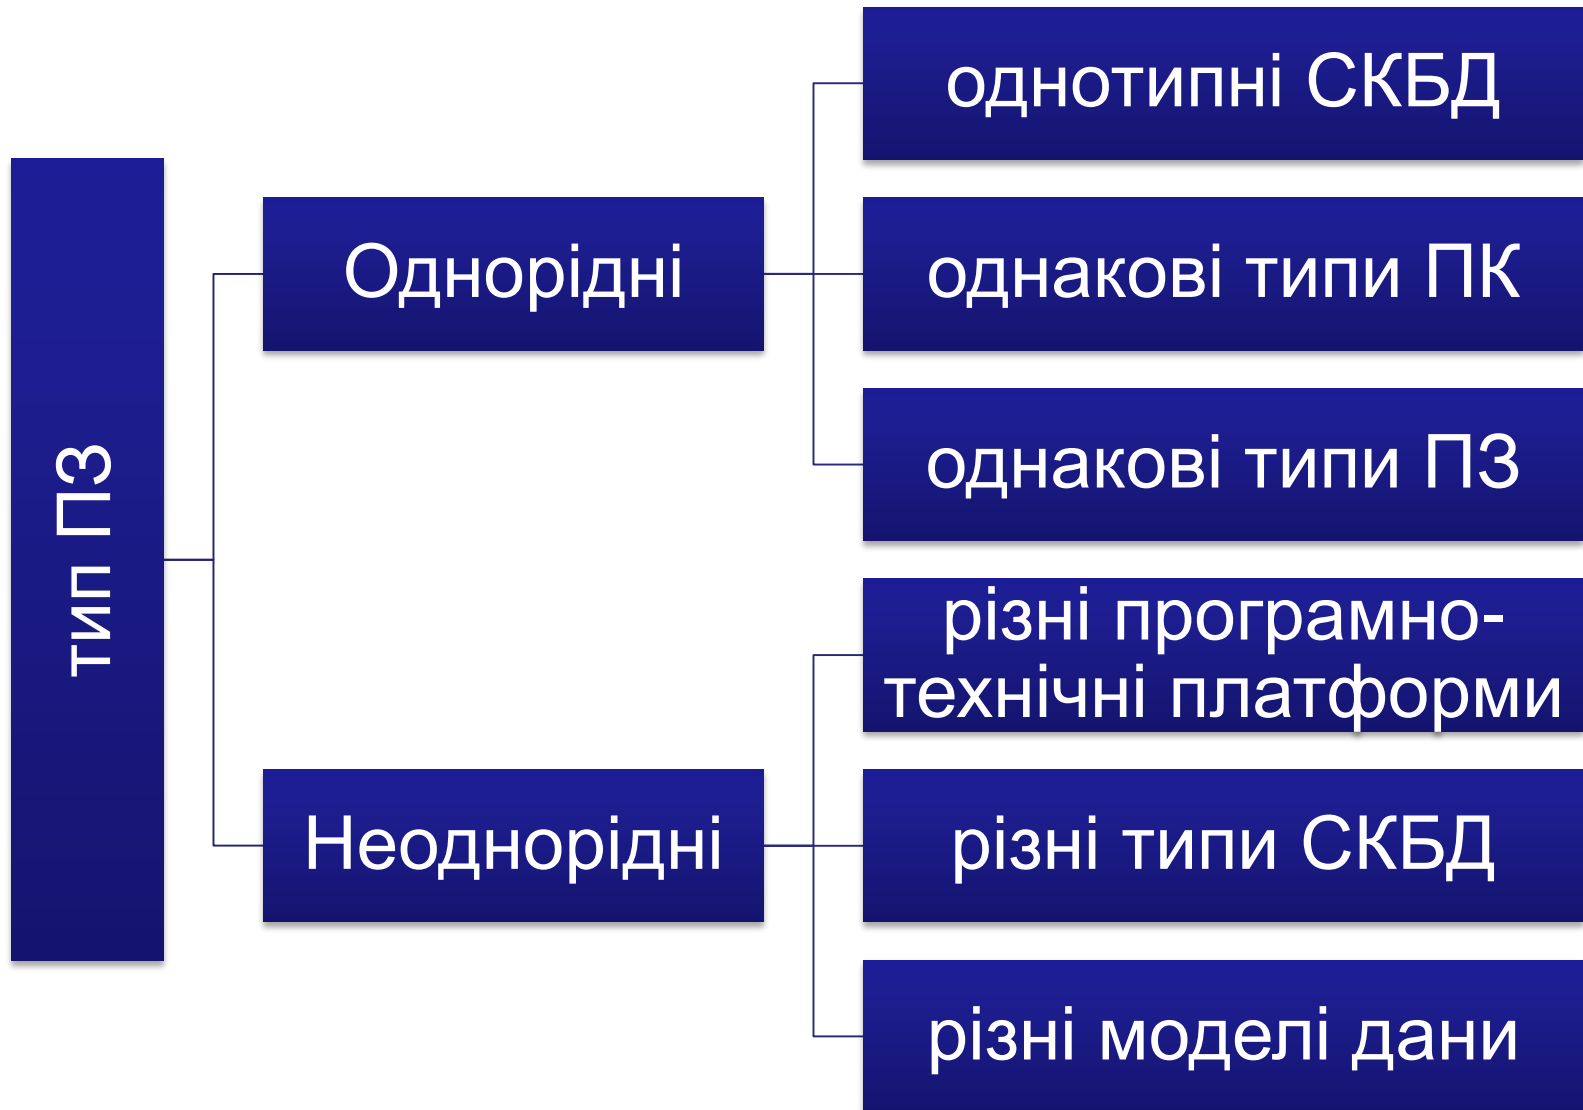 тип ПЗ
Однорідні
однотипні СКБД
однакові типи ПК
однакові типи ПЗ
Неоднорідні
різні програмно-
технічні платформи
різні типи СКБД
різні моделі дани